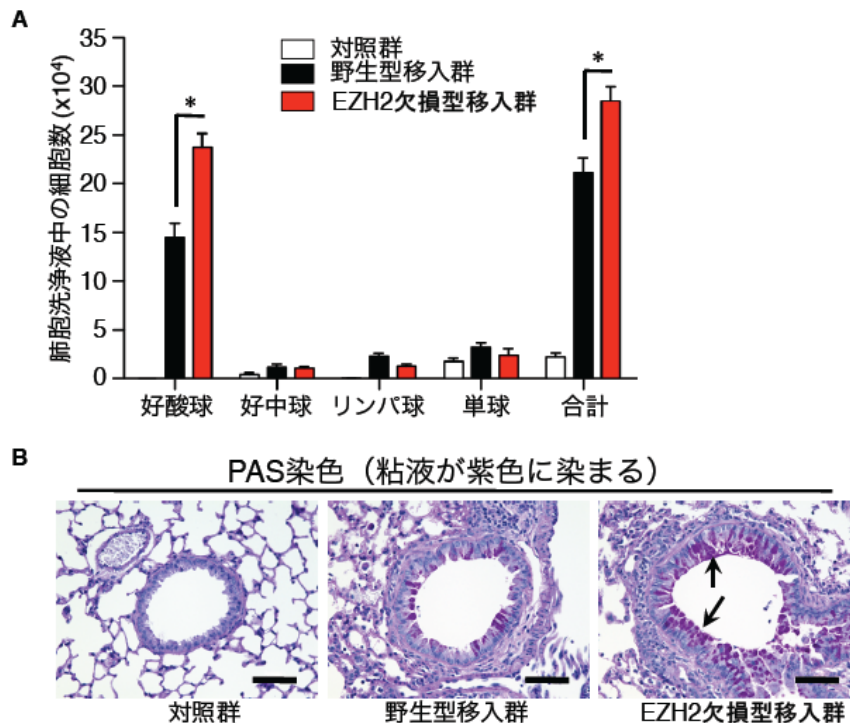 A
肺胞洗浄液中の細胞数 (x10⁴)
35
30
25
20
15
10
5
0
対照群
野生型移入群
EZH2欠損型移入群
*
*
好酸球 好中球 リンパ球 単球 合計
B
PAS染色（粘液が紫色に染まる）
対照群 野生型移入群 EZH2欠損型移入群